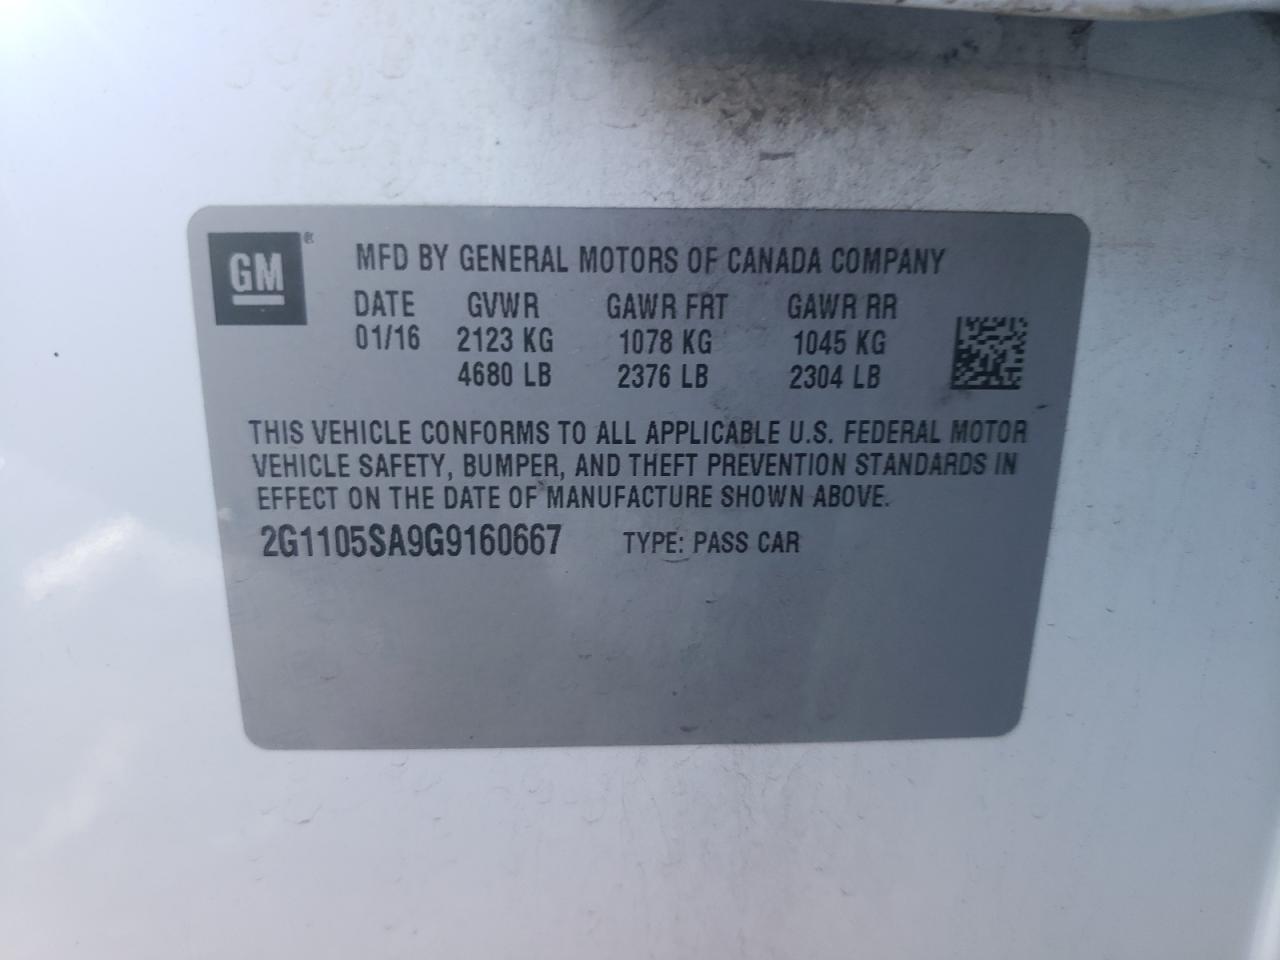 GM ®
MFD BY GENERAL MOTORS OF CANADA COMPANY
DATE GVWR GAWR FRT GAWR RR
01/16 2123 KG 1078 KG 1045 KG
4680 LB 2376 LB 2304 LB
THIS VEHICLE CONFORMS TO ALL APPLICABLE U.S. FEDERAL MOTOR
VEHICLE SAFETY, BUMPER, AND THEFT PREVENTION STANDARDS IN
EFFECT ON THE DATE OF MANUFACTURE SHOWN ABOVE.
2G1105SA9G9160667 TYPE: PASS CAR